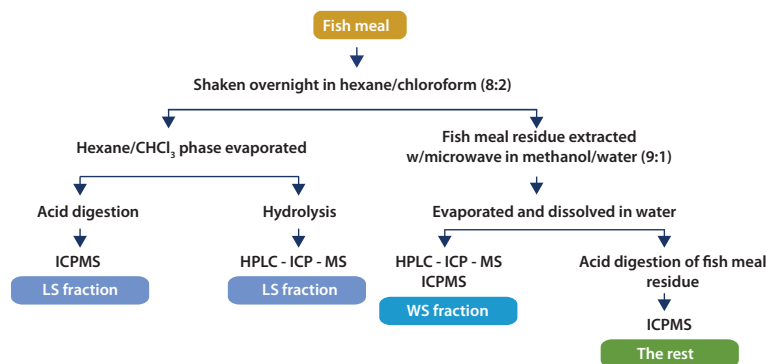 Fish meal
Shaken overnight in hexane/chloroform (8:2)
Hexane/CHCl₃ phase evaporated
Fish meal residue extracted
w/microwave in methanol/water (9:1)
Acid digestion
Hydrolysis
Evaporated and dissolved in water
ICPMS
LS fraction
HPLC - ICP - MS
LS fraction
HPLC - ICP - MS
ICPMS
WS fraction
Acid digestion of fish meal
residue
ICPMS
The rest